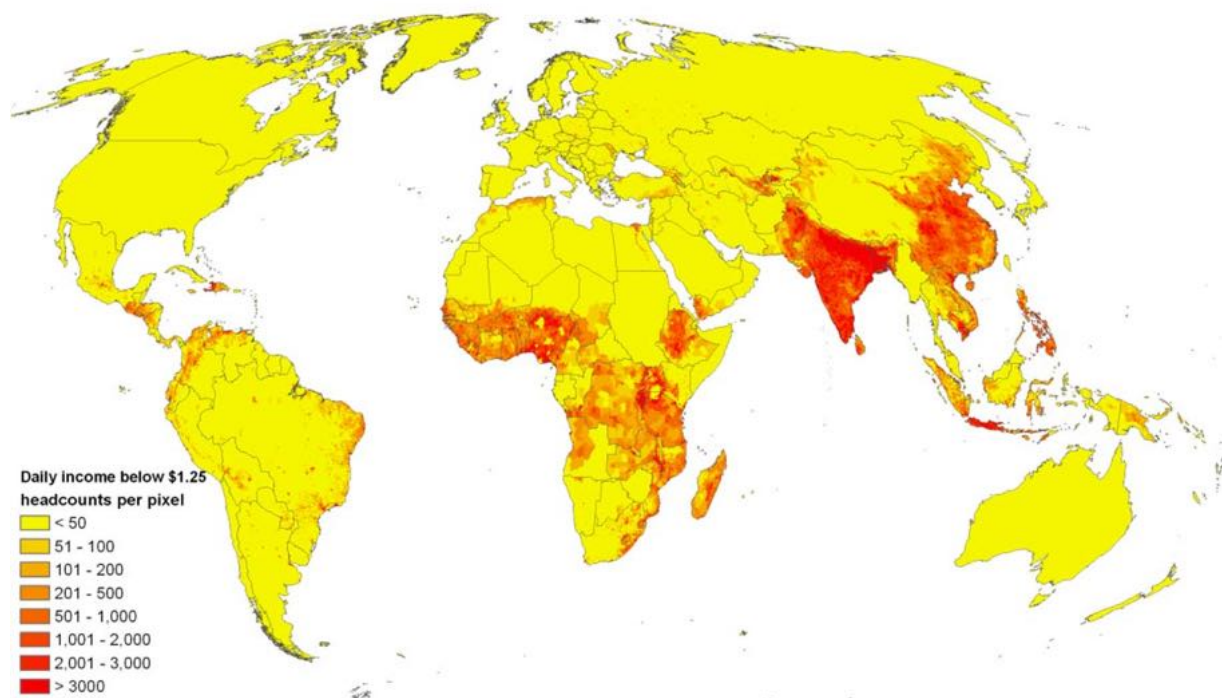 Daily income below $1.25
headcounts per pixel
< 50
51 - 100
101 - 200
201 - 500
501 - 1,000
1,001 - 2,000
2,001 - 3,000
> 3000